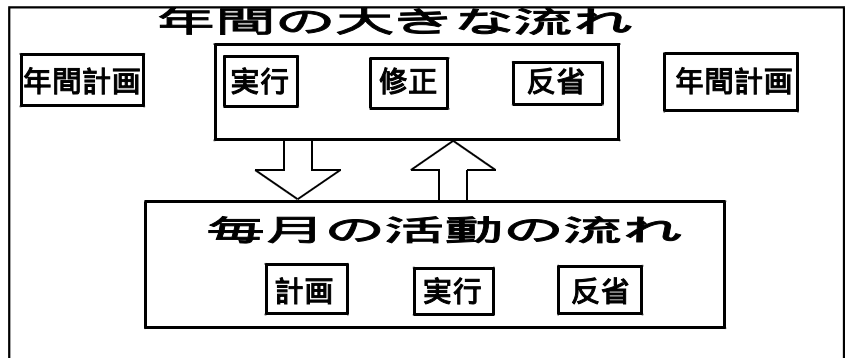 年間の大きな流れ
年間計画 実行 修正 反省 年間計画
毎月の活動の流れ
計画 実行 反省